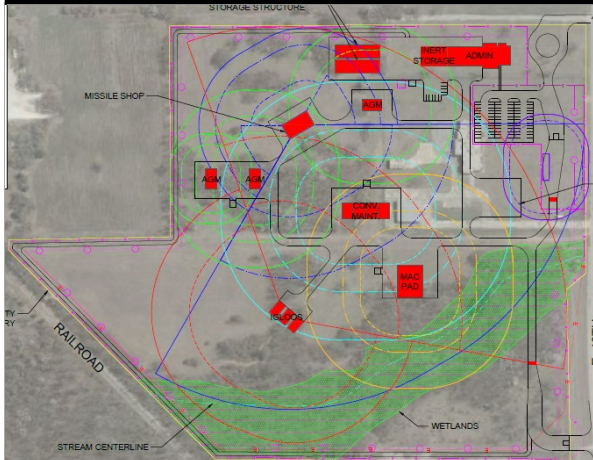 STORAGE STRUCTURE
INERT
STORAGE
ADMIN
MISSILE SHOP
AGM
AGM
AGM
CONV.
MAINT.
MAC
PAD
IGLOOS
RAILROAD
WETLANDS
STREAM CENTERLINE